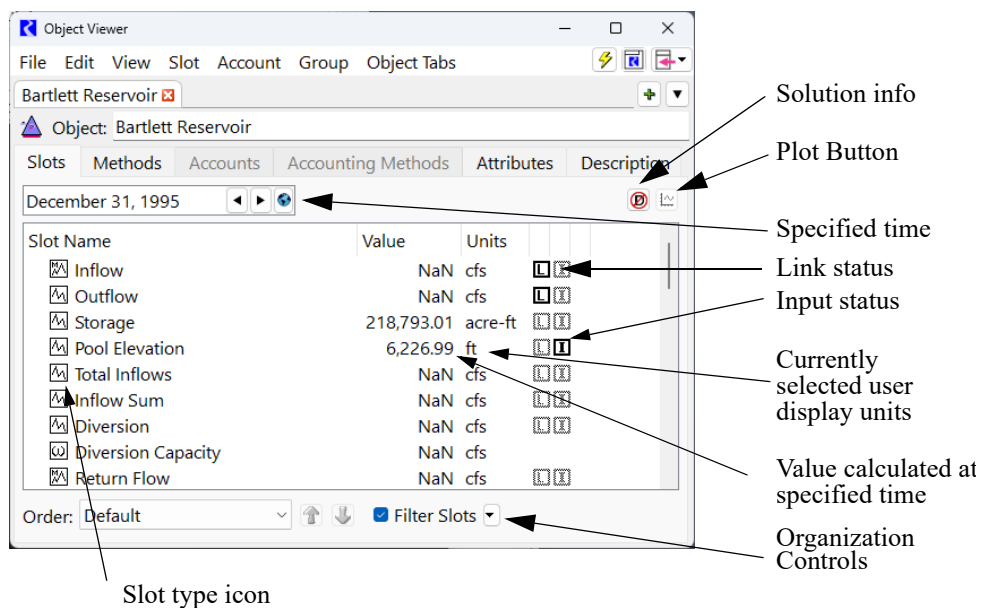 Object Viewer
File Edit View Slot Account Group Object Tabs
Bartlett Reservoir
Object: Bartlett Reservoir
Slots Methods Accounts Accounting Methods Attributes Description
December 31, 1995
Slot Name Value Units
Inflow NaN cfs L I
Outflow NaN cfs L I
Storage 218,793.01 acre-ft L I
Pool Elevation 6,226.99 ft L I
Total Inflows NaN cfs L I
Inflow Sum NaN cfs L I
Diversion NaN cfs L I
Diversion Capacity NaN cfs
Return Flow NaN cfs L I
Order: Default Filter Slots
Solution info
Plot Button
Specified time
Link status
Input status
Currently
selected user
display units
Value calculated at
specified time
Organization
Controls
Slot type icon